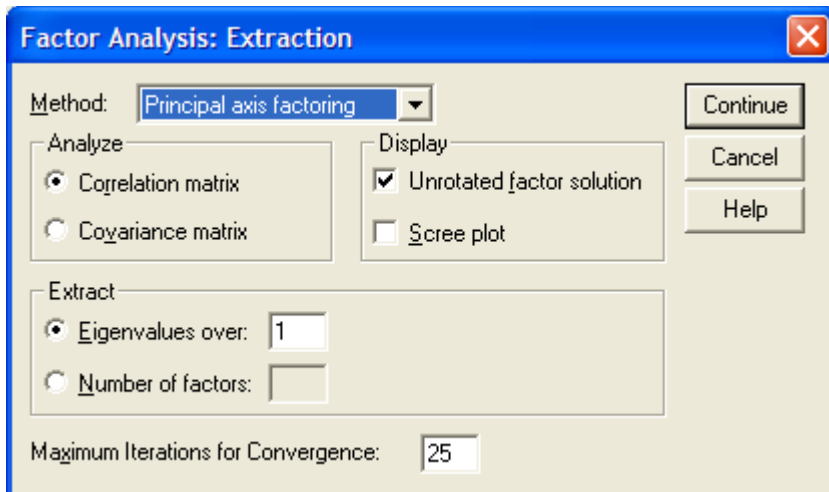 Factor Analysis: Extraction
Method: Principal axis factoring
Continue
Cancel
Help
Analyze
Correlation matrix
Covariance matrix
Display
Unrotated factor solution
Scree plot
Extract
Eigenvalues over: 1
Number of factors:
Maximum Iterations for Convergence: 25